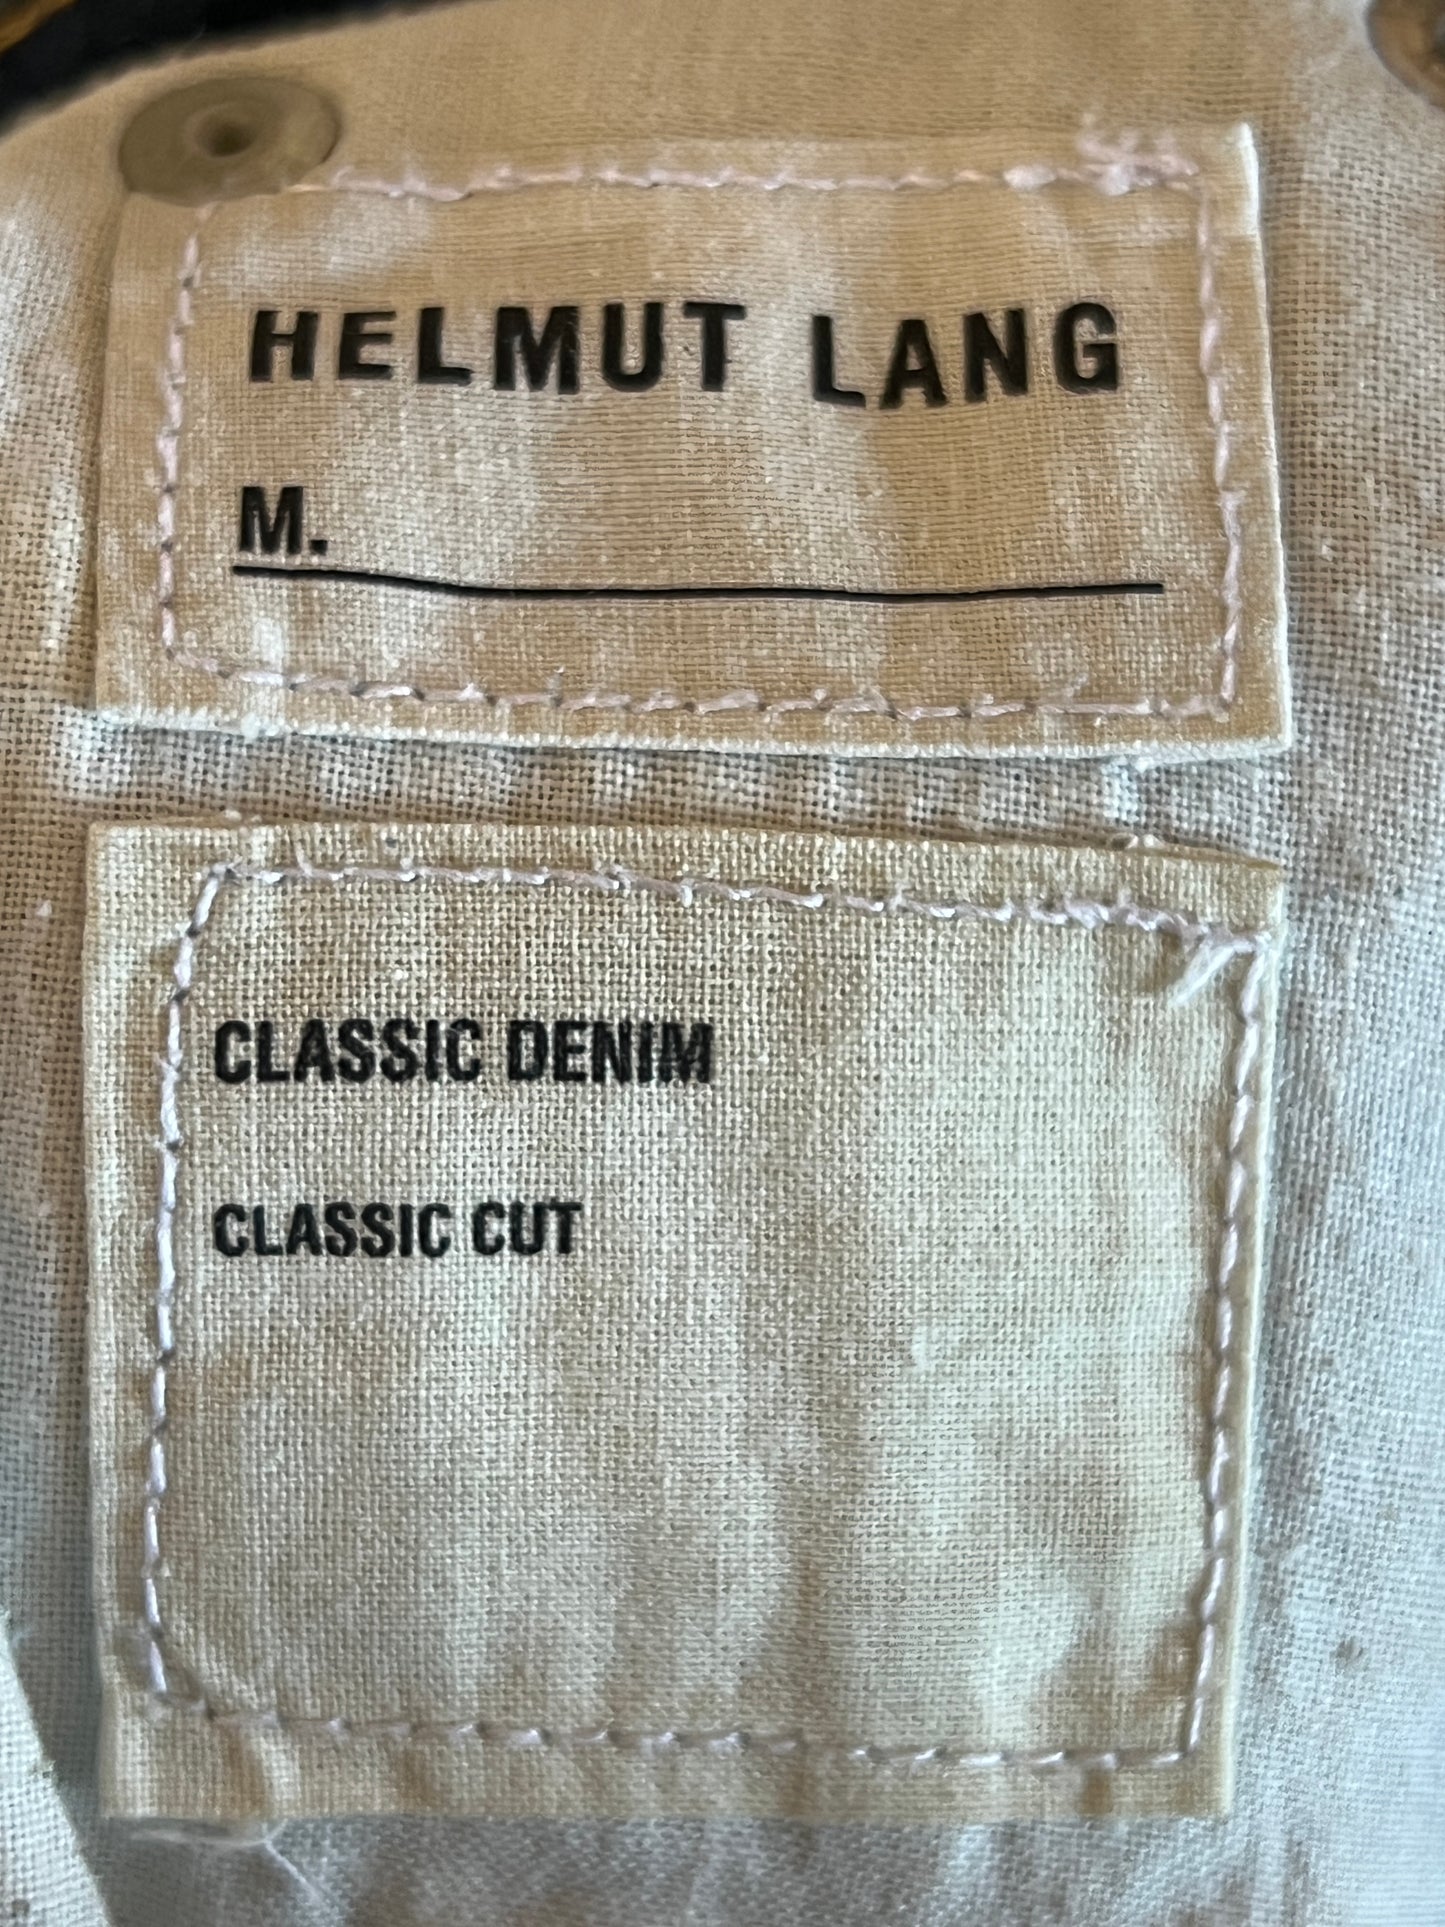 HELMUT LANG
M.
CLASSIC DENIM
CLASSIC CUT